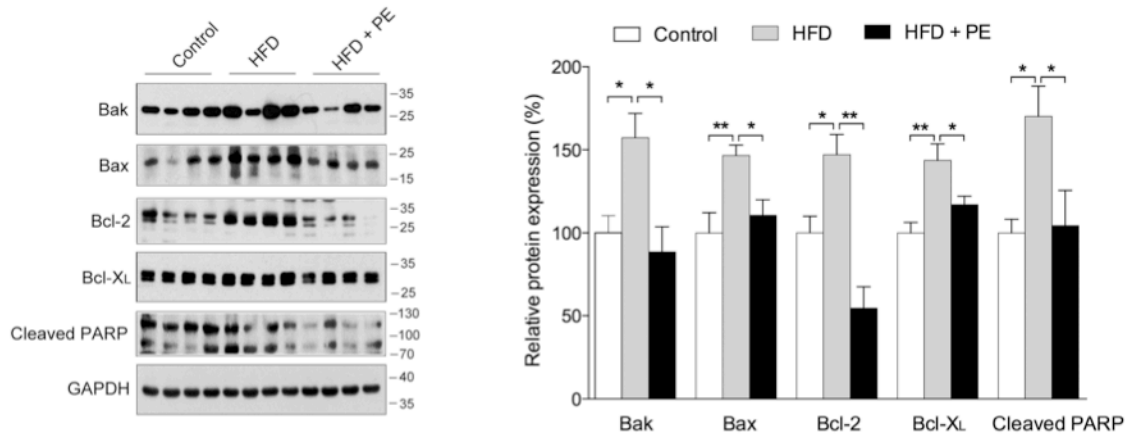 Control HFD HFD + PE
Bak
–35
–25
Bax
–25
–15
Bcl-2
–35
–25
Bcl-XL
–35
–25
Cleaved PARP
–130
–100
–70
GAPDH
–40
–35
Control HFD HFD + PE
Relative protein expression (%)
200
150
100
50
0
* *
** *
* **
** *
* *
Bak Bax Bcl-2 Bcl-XL Cleaved PARP